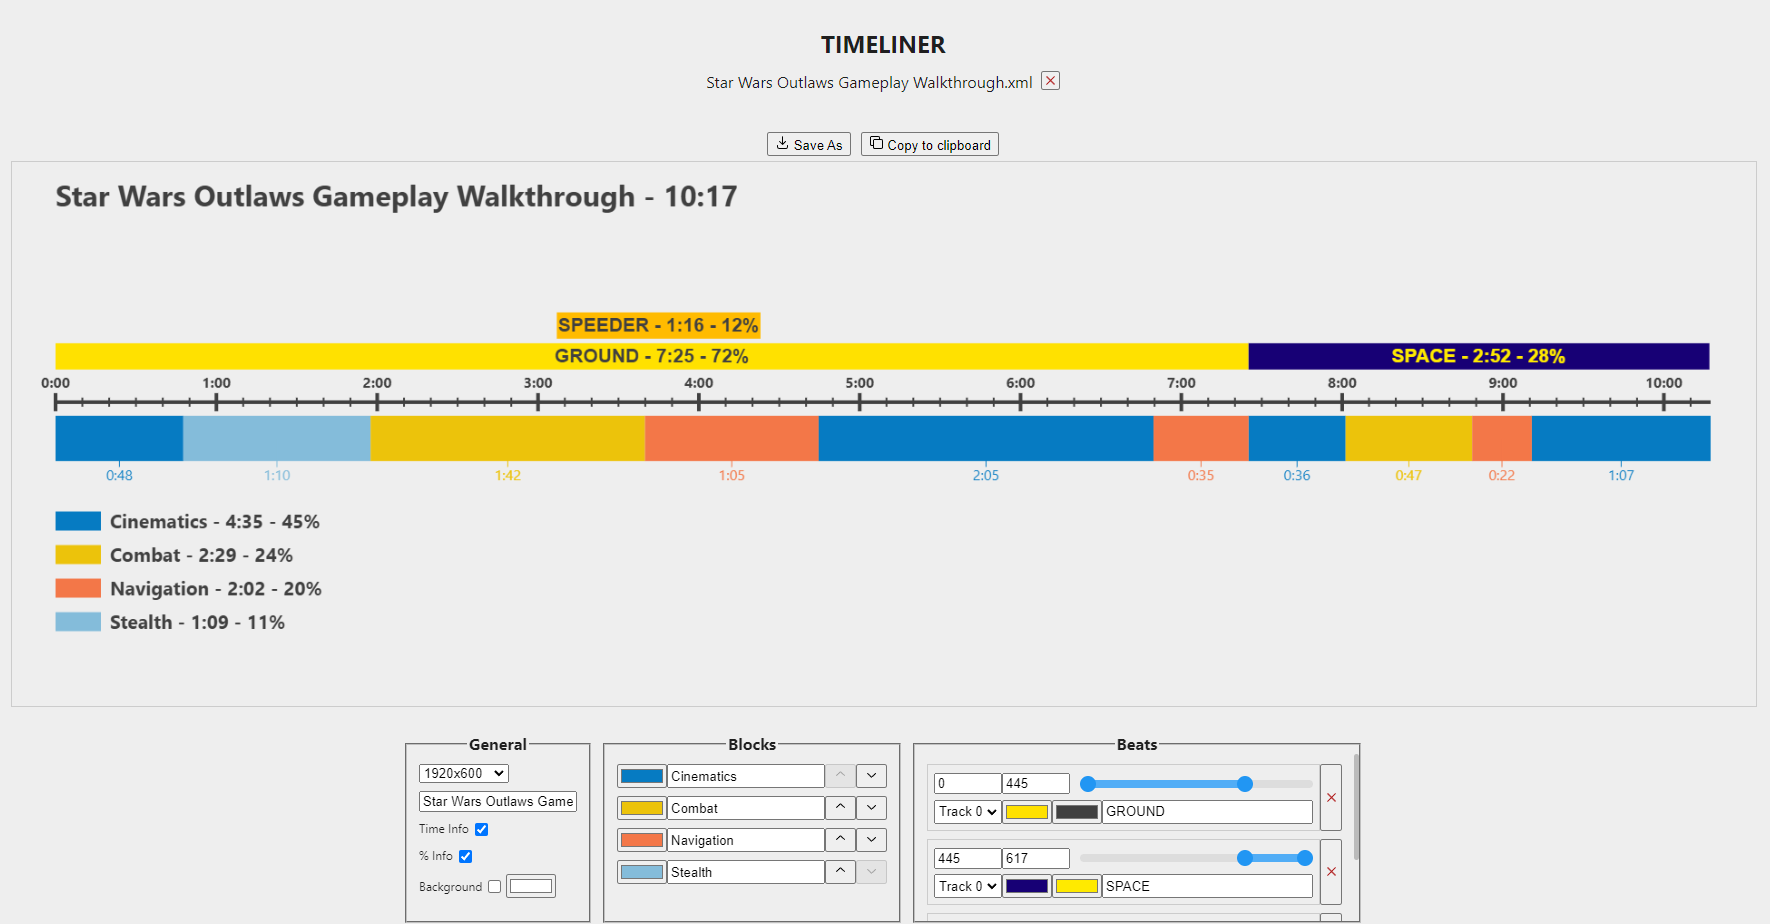 TIMELINER
Star Wars Outlaws Gameplay Walkthrough.xml
Save As Copy to clipboard
Star Wars Outlaws Gameplay Walkthrough - 10:17
SPEEDER - 1:16 - 12%
GROUND - 7:25 - 72% SPACE - 2:52 - 28%
0:00 1:00 2:00 3:00 4:00 5:00 6:00 7:00 8:00 9:00 10:00
0:48 1:10 1:42 1:05 2:05 0:35 0:36 0:47 0:22 1:07
Cinematics - 4:35 - 45%
Combat - 2:29 - 24%
Navigation - 2:02 - 20%
Stealth - 1:09 - 11%
General
1920x600
Star Wars Outlaws Game
Time Info
% Info
Background
Blocks
Cinematics
Combat
Navigation
Stealth
Beats
0 445
Track 0 GROUND
445 617
Track 0 SPACE